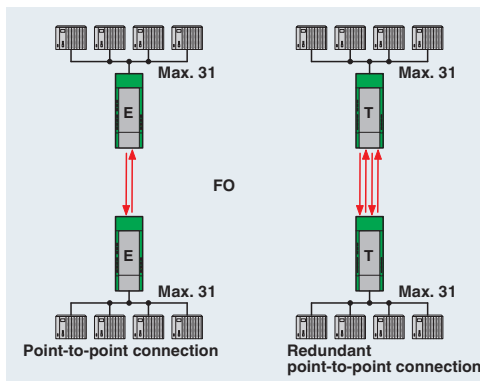 Max. 31
Max. 31
E
T
FO
E
T
Max. 31
Max. 31
Point-to-point connection
Redundant
point-to-point connection